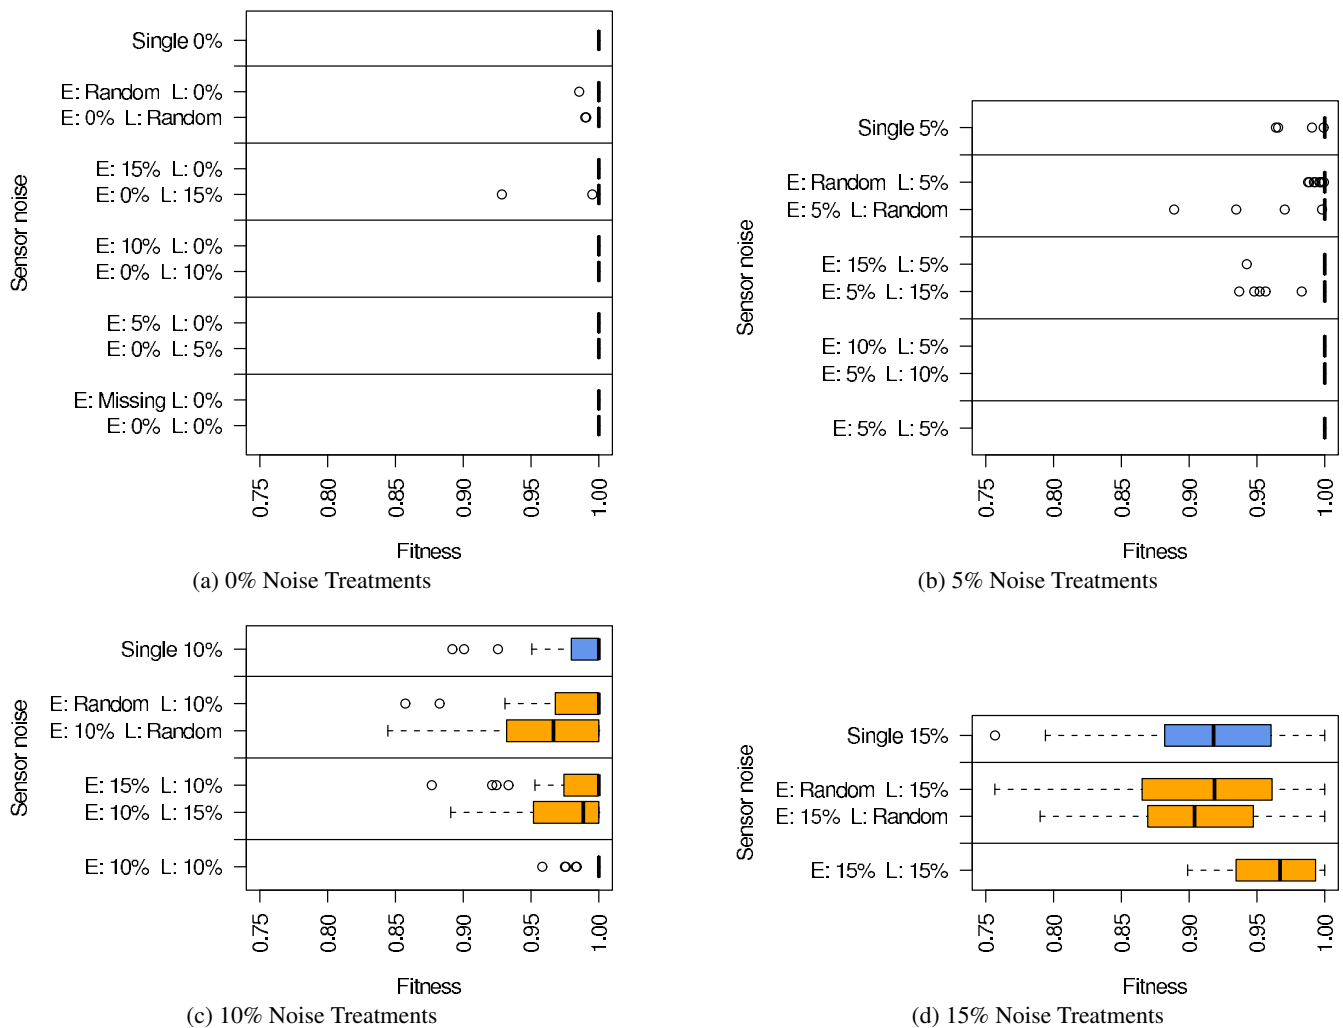 Sensor noise
Single 0%
E: Random L: 0%
E: 0% L: Random
E: 15% L: 0%
E: 0% L: 15%
E: 10% L: 0%
E: 0% L: 10%
E: 5% L: 0%
E: 0% L: 5%
E: Missing L: 0%
E: 0% L: 0%
0.75 0.80 0.85 0.90 0.95 1.00
Fitness
(a) 0% Noise Treatments
Sensor noise
Single 5%
E: Random L: 5%
E: 5% L: Random
E: 15% L: 5%
E: 5% L: 15%
E: 10% L: 5%
E: 5% L: 10%
E: 5% L: 5%
0.75 0.80 0.85 0.90 0.95 1.00
Fitness
(b) 5% Noise Treatments
Sensor noise
Single 10%
E: Random L: 10%
E: 10% L: Random
E: 15% L: 10%
E: 10% L: 15%
E: 10% L: 10%
0.75 0.80 0.85 0.90 0.95 1.00
Fitness
(c) 10% Noise Treatments
Sensor noise
Single 15%
E: Random L: 15%
E: 15% L: Random
E: 15% L: 15%
0.75 0.80 0.85 0.90 0.95 1.00
Fitness
(d) 15% Noise Treatments